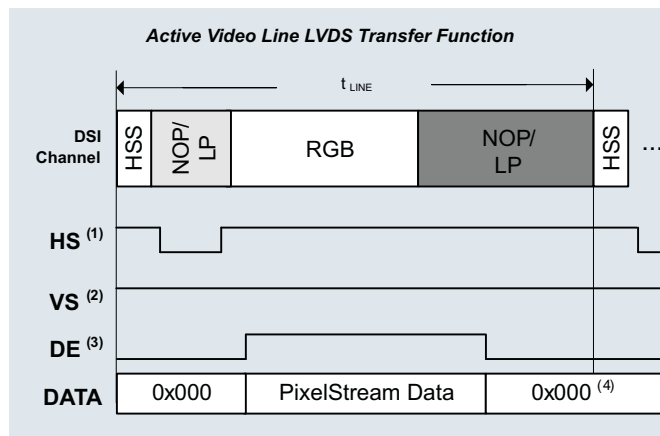 Active Video Line LVDS Transfer Function
t LINE
DSI
Channel
HSS
NOP/
LP
RGB
NOP/
LP
HSS
...
HS (1)
VS (2)
DE (3)
DATA
0x000
PixelStream Data
0x000 (4)